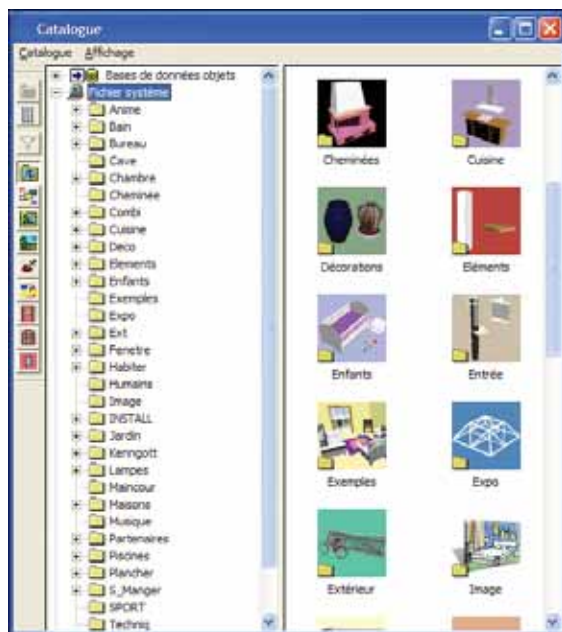 Catalogue
Catalogue Affichage
Bases de données objets
Fichier système
Anime
Bain
Bureau
Cave
Chambre
Cheminee
Combi
Cuisine
Deco
Elements
Enfants
Exemples
Expo
Ext
Fenetre
Habiter
Humains
Image
INSTALL
Jardin
Kerngott
Lampes
Maincour
Maisons
Musique
Partenaires
Piscines
Plancher
S_Manger
SPORT
Techniq
Cheminées Cuisine
Décorations Eléments
Enfants Entrée
Exemples Expo
Extérieur Image